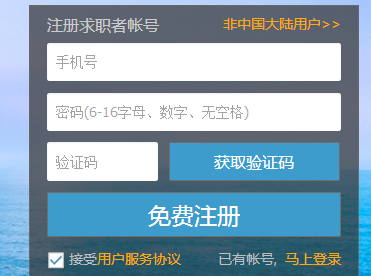 注册求职者帐号 非中国大陆用户>>
手机号
密码(6-16字母、数字、无空格)
验证码 获取验证码
免费注册
接受用户服务协议 已有帐号, 马上登录